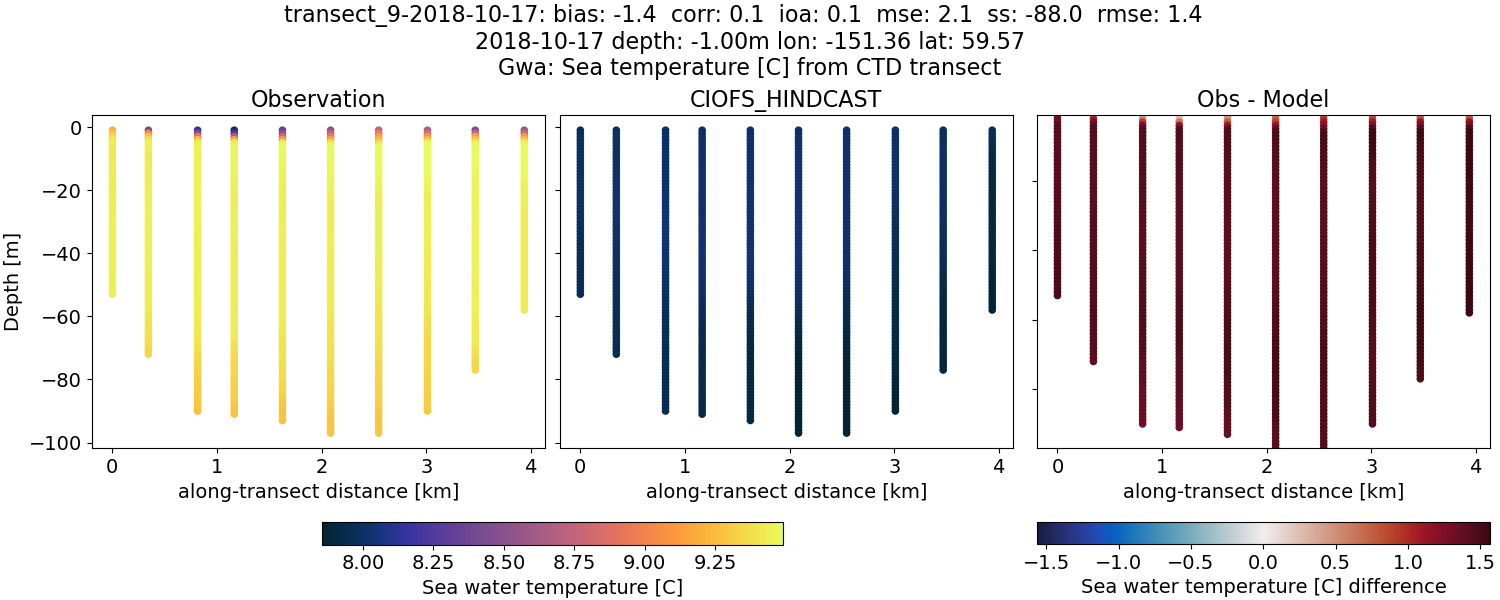 transect_9-2018-10-17: bias: -1.4  corr: 0.1  ioa: 0.1  mse: 2.1  ss: -88.0  rmse: 1.4
2018-10-17 depth: -1.00m lon: -151.36 lat: 59.57
Gwa: Sea temperature [C] from CTD transect
Observation
CIOFS_HINDCAST
Obs - Model
Depth [m]
0
−20
−40
−60
−80
−100
0 1 2 3 4
0 1 2 3 4
0 1 2 3 4
along-transect distance [km]
along-transect distance [km]
along-transect distance [km]
8.00 8.25 8.50 8.75 9.00 9.25
Sea water temperature [C]
−1.5 −1.0 −0.5 0.0 0.5 1.0 1.5
Sea water temperature [C] difference